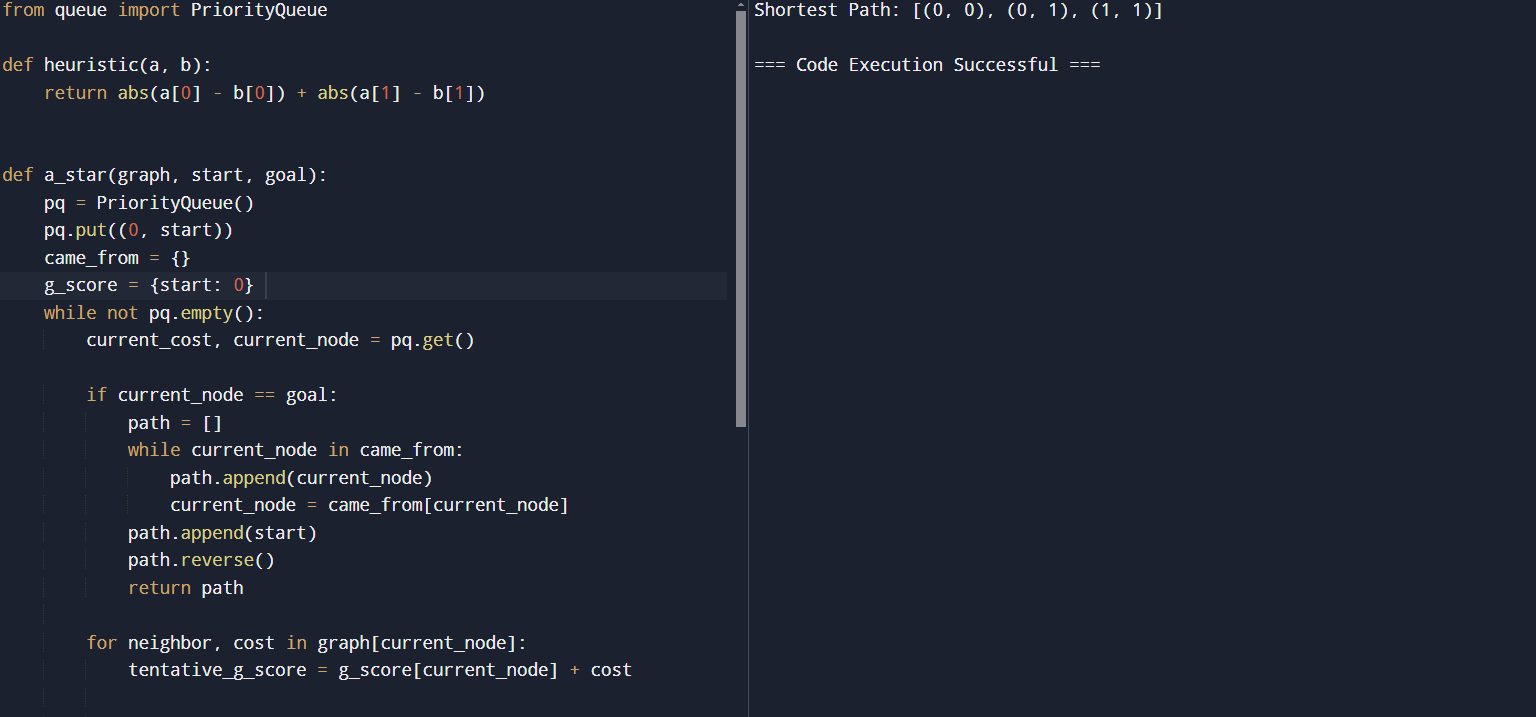 from queue import PriorityQueue
def heuristic(a, b):
    return abs(a[0] - b[0]) + abs(a[1] - b[1])
def a_star(graph, start, goal):
    pq = PriorityQueue()
    pq.put((0, start))
    came_from = {}
    g_score = {start: 0}
    while not pq.empty():
        current_cost, current_node = pq.get()
        if current_node == goal:
            path = []
            while current_node in came_from:
                path.append(current_node)
                current_node = came_from[current_node]
            path.append(start)
            path.reverse()
            return path
        for neighbor, cost in graph[current_node]:
            tentative_g_score = g_score[current_node] + cost
Shortest Path: [(0, 0), (0, 1), (1, 1)]
=== Code Execution Successful ===